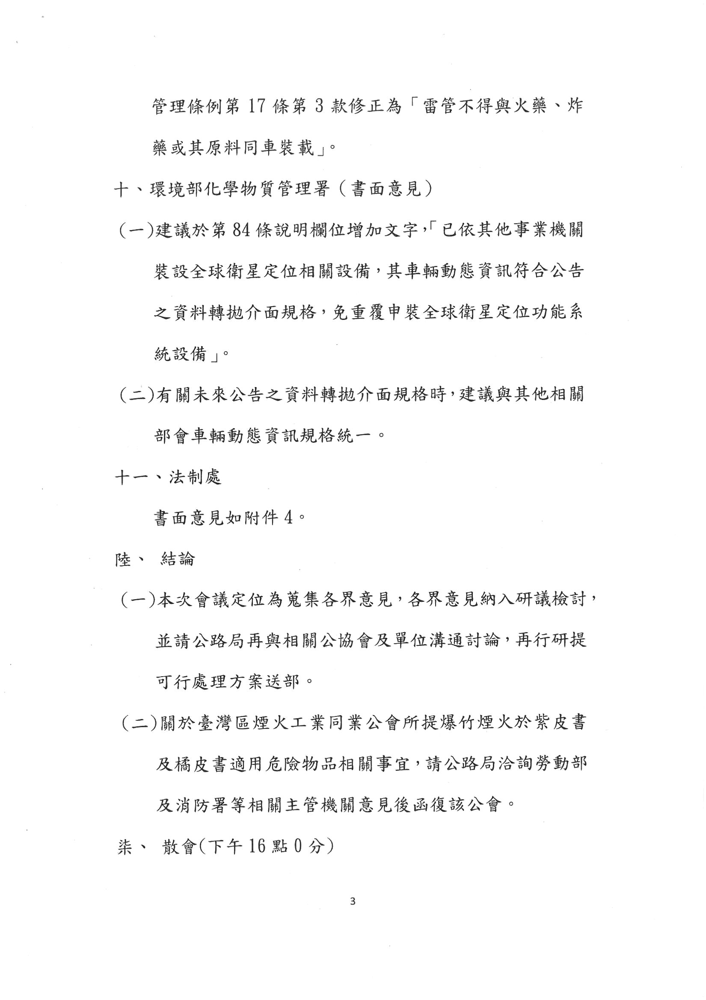 管理條例第 17 條第 3 款修正為「雷管不得與火藥、炸
藥或其原料同車裝載」。
十、環境部化學物質管理署（書面意見）
(一)建議於第 84 條說明欄位增加文字，「已依其他事業機關
裝設全球衛星定位相關設備，其車輛動態資訊符合公告
之資料轉拋介面規格，免重覆申裝全球衛星定位功能系
統設備」。
(二)有關未來公告之資料轉拋介面規格時，建議與其他相關
部會車輛動態資訊規格統一。
十一、法制處
書面意見如附件 4。
陸、 結論
(一)本次會議定位為蒐集各界意見，各界意見納入研議檢討，
並請公路局再與相關公協會及單位溝通討論，再行研提
可行處理方案送部。
(二)關於臺灣區煙火工業同業公會所提爆竹煙火於紫皮書
及橘皮書適用危險物品相關事宜，請公路局洽詢勞動部
及消防署等相關主管機關意見後函復該公會。
柒、 散會(下午 16 點 0 分)
3